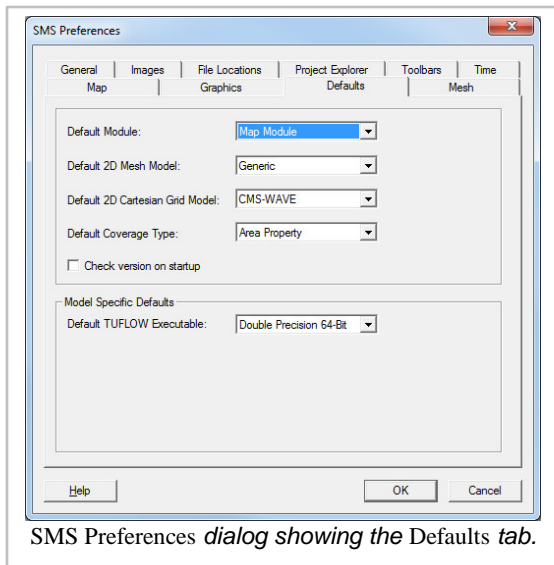 SMS Preferences
General Images File Locations Project Explorer Toolbars Time
Map Graphics Defaults Mesh
Default Module: Map Module
Default 2D Mesh Model: Generic
Default 2D Cartesian Grid Model: CMS-WAVE
Default Coverage Type: Area Property
Check version on startup
Model Specific Defaults
Default TUFLOW Executable: Double Precision 64-Bit
Help OK Cancel
SMS Preferences dialog showing the Defaults tab.